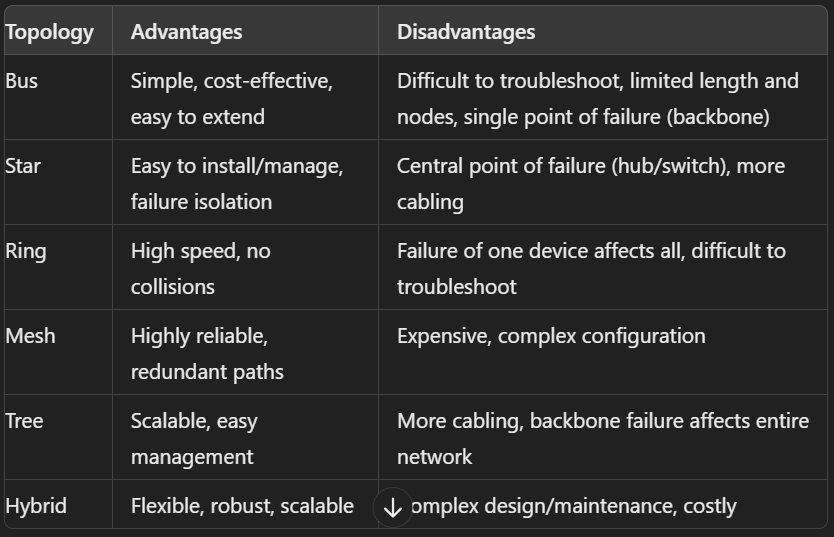 Topology Advantages Disadvantages
Bus Simple, cost-effective, Difficult to troubleshoot, limited length and
easy to extend nodes, single point of failure (backbone)
Star Easy to install/manage, Central point of failure (hub/switch), more
failure isolation cabling
Ring High speed, no Failure of one device affects all, difficult to
collisions troubleshoot
Mesh Highly reliable, Expensive, complex configuration
redundant paths
Tree Scalable, easy More cabling, backbone failure affects entire
management network
Hybrid Flexible, robust, scalable omplex design/maintenance, costly